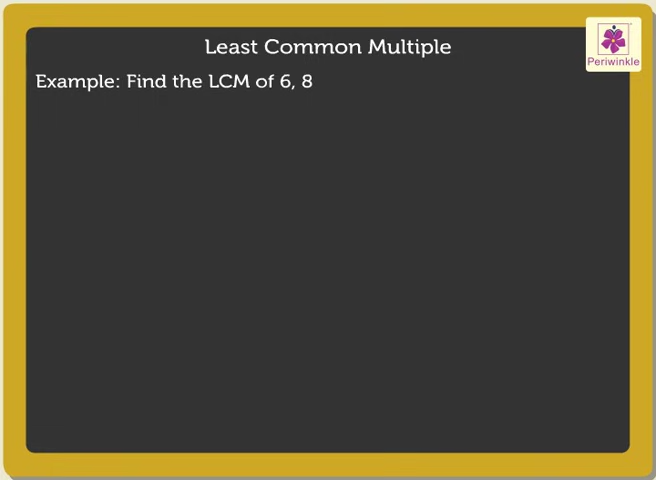 Least Common Multiple
Periwinkle
Example: Find the LCM of 6, 8